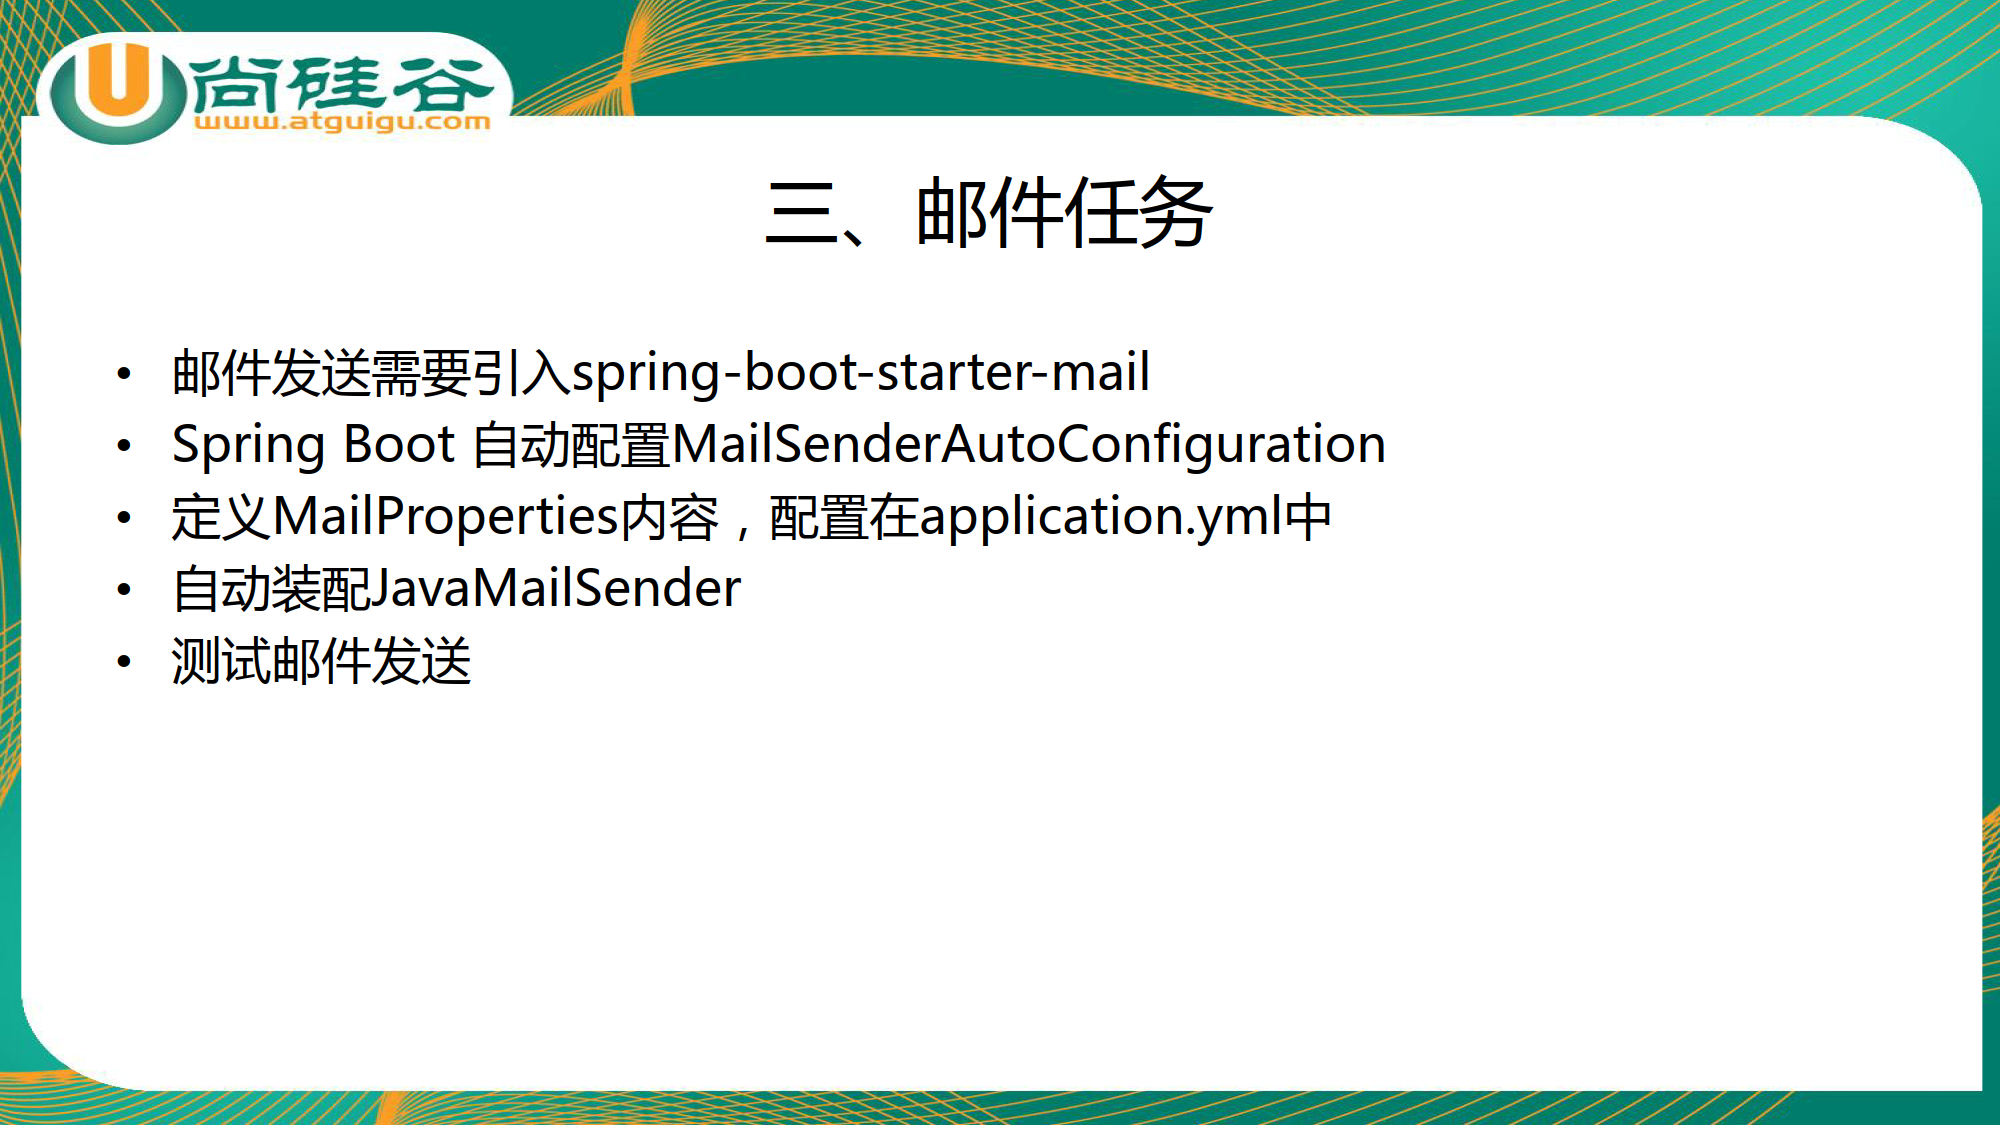 尚硅谷
www.atguigu.com
三、邮件任务
• 邮件发送需要引入spring-boot-starter-mail
• Spring Boot 自动配置MailSenderAutoConfiguration
• 定义MailProperties内容，配置在application.yml中
• 自动装配JavaMailSender
• 测试邮件发送